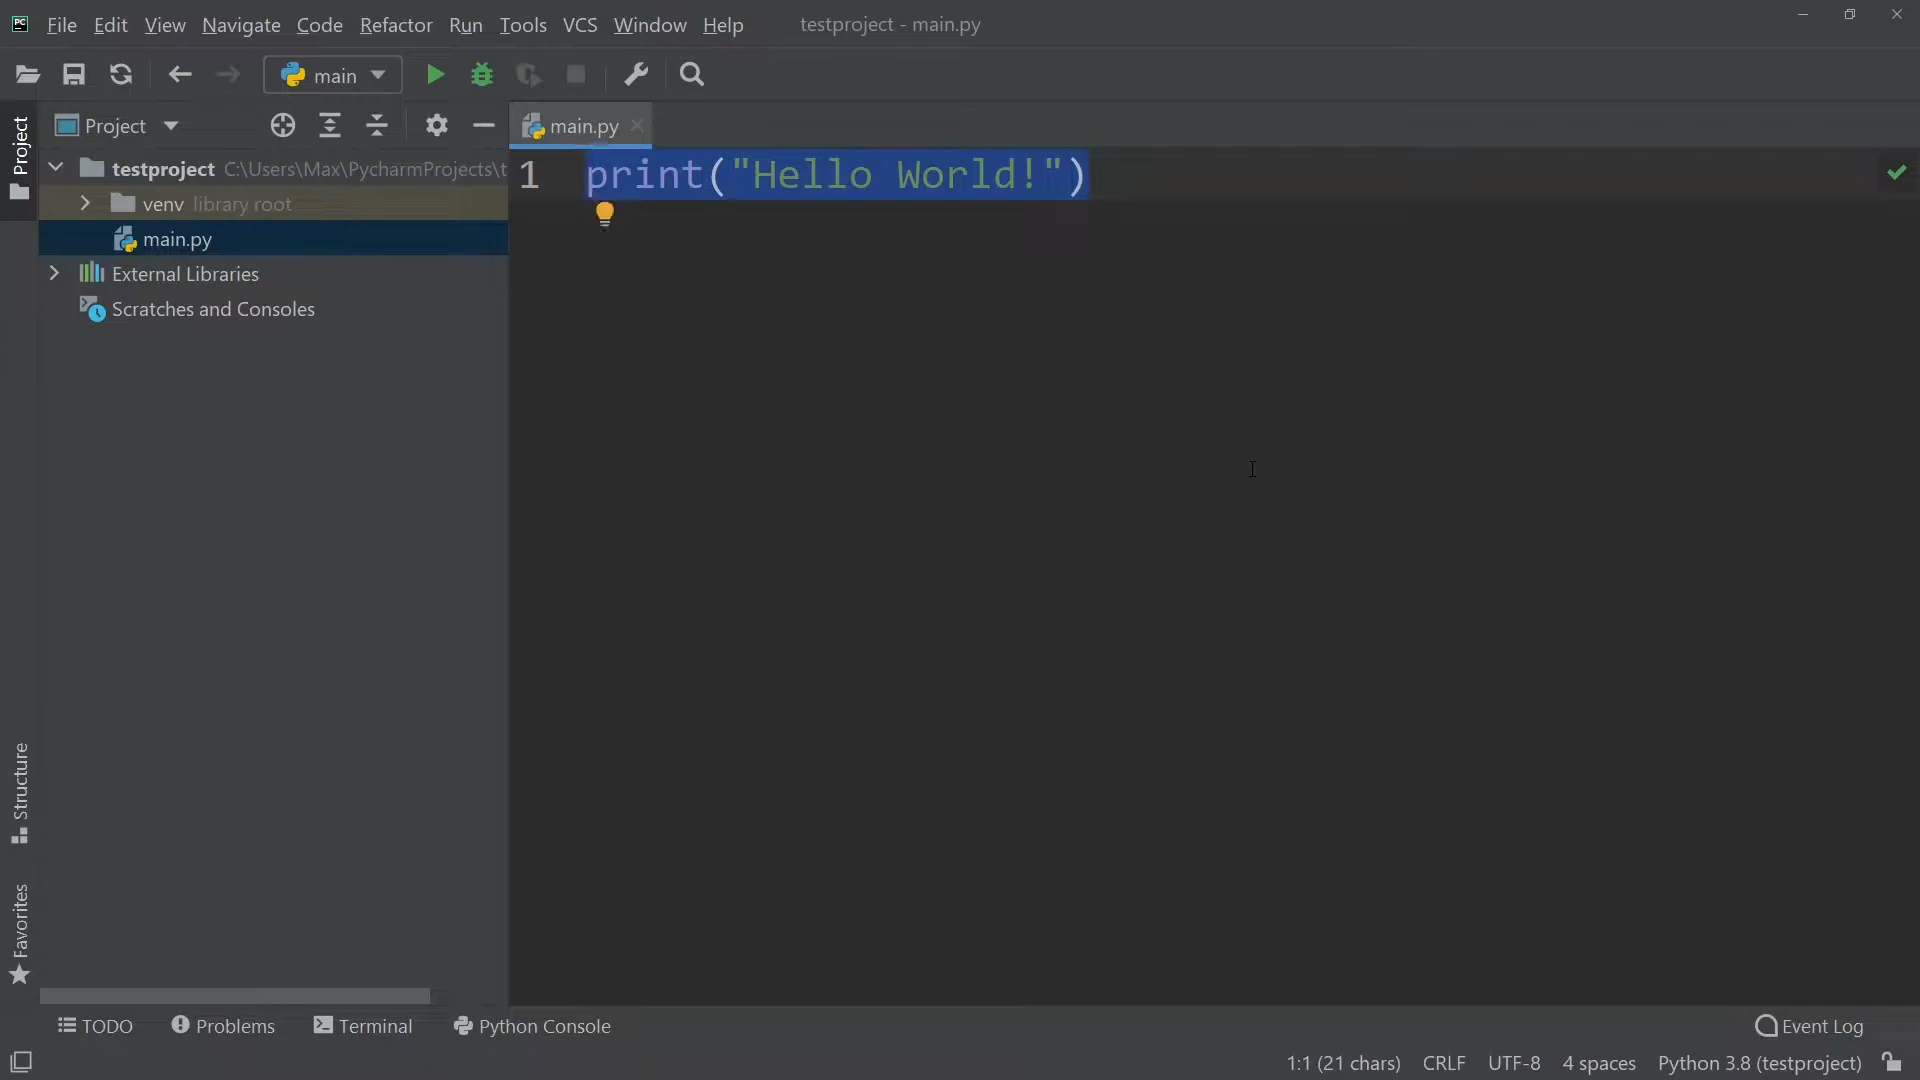 PC File Edit View Navigate Code Refactor Run Tools VCS Window Help testproject - main.py
main
Project
Project
main.py
testproject C:\Users\Max\PycharmProjects\t
1 print("Hello World!")
venv library root
main.py
External Libraries
Scratches and Consoles
Structure
Favorites
TODO Problems Terminal Python Console Event Log
1:1 (21 chars) CRLF UTF-8 4 spaces Python 3.8 (testproject)